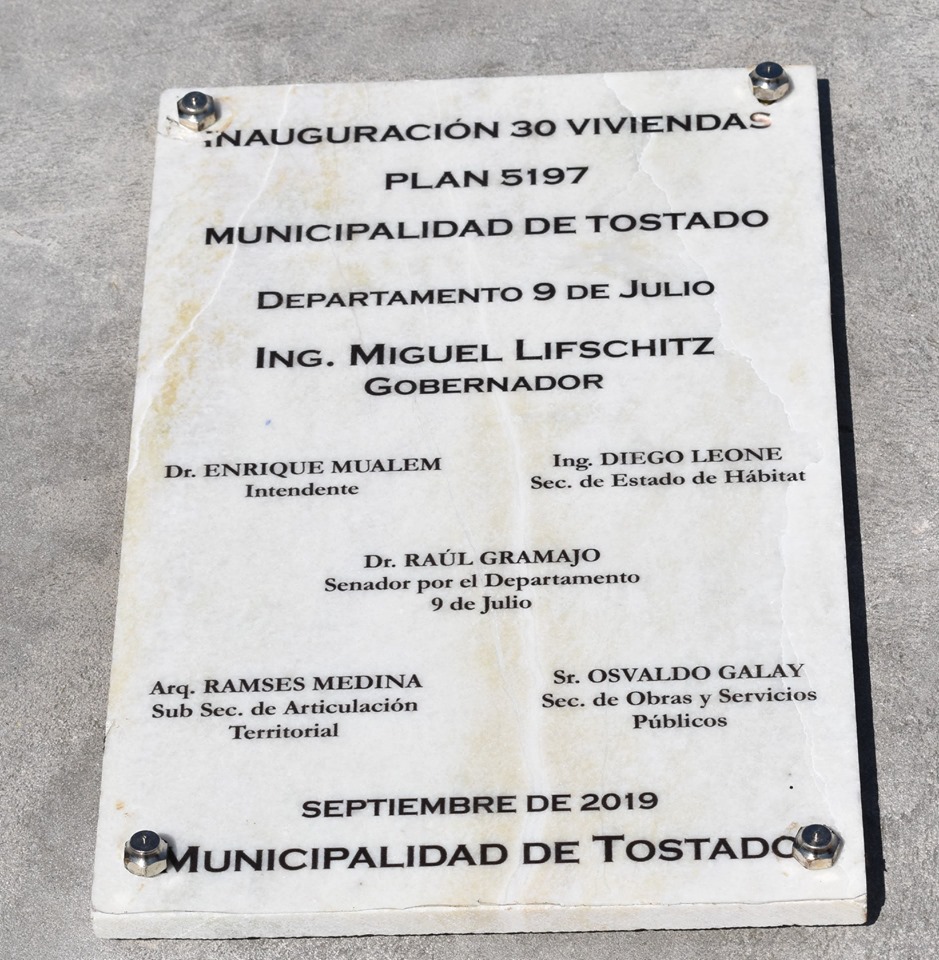 INAUGURACIÓN 30 VIVIENDAS
PLAN 5197
MUNICIPALIDAD DE TOSTADO
DEPARTAMENTO 9 DE JULIO
ING. MIGUEL LIFSCHITZ
GOBERNADOR
Dr. ENRIQUE MUALEM
Intendente
Ing. DIEGO LEONE
Sec. de Estado de Hábitat
Dr. RAÚL GRAMAJO
Senador por el Departamento
9 de Julio
Arq. RAMSES MEDINA
Sub Sec. de Articulación
Territorial
Sr. OSVALDO GALAY
Sec. de Obras y Servicios
Públicos
SEPTIEMBRE DE 2019
MUNICIPALIDAD DE TOSTADO